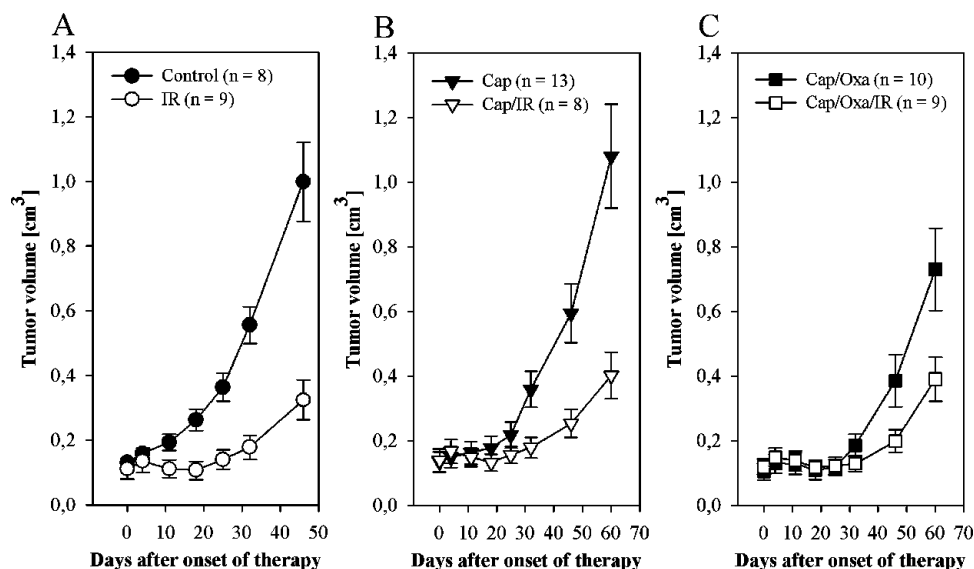 A
Tumor volume [cm3]
1,4
1,2
1,0
0,8
0,6
0,4
0,2
0,0
Control (n = 8)
IR (n = 9)
0 10 20 30 40 50
Days after onset of therapy
B
Tumor volume [cm3]
1,4
1,2
1,0
0,8
0,6
0,4
0,2
0,0
Cap (n = 13)
Cap/IR (n = 8)
0 10 20 30 40 50 60 70
Days after onset of therapy
C
Tumor volume [cm3]
1,4
1,2
1,0
0,8
0,6
0,4
0,2
0,0
Cap/Oxa (n = 10)
Cap/Oxa/IR (n = 9)
0 10 20 30 40 50 60 70
Days after onset of therapy